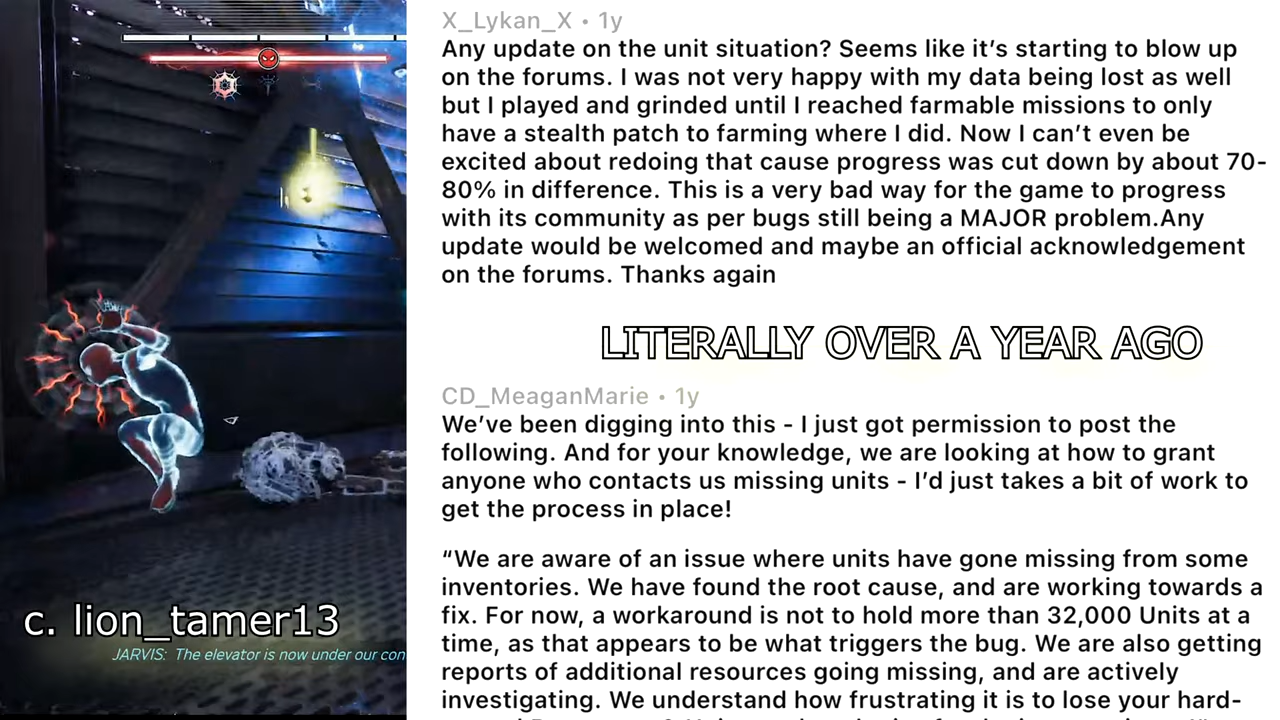 X_Lykan_X • 1y
Any update on the unit situation? Seems like it’s starting to blow up
on the forums. I was not very happy with my data being lost as well
but I played and grinded until I reached farmable missions to only
have a stealth patch to farming where I did. Now I can’t even be
excited about redoing that cause progress was cut down by about 70-
80% in difference. This is a very bad way for the game to progress
with its community as per bugs still being a MAJOR problem.Any
update would be welcomed and maybe an official acknowledgement
on the forums. Thanks again
LITERALLY OVER A YEAR AGO
CD_MeaganMarie • 1y
We’ve been digging into this - I just got permission to post the
following. And for your knowledge, we are looking at how to grant
anyone who contacts us missing units - I’d just takes a bit of work to
get the process in place!
“We are aware of an issue where units have gone missing from some
inventories. We have found the root cause, and are working towards a
fix. For now, a workaround is not to hold more than 32,000 Units at a
time, as that appears to be what triggers the bug. We are also getting
reports of additional resources going missing, and are actively
investigating. We understand how frustrating it is to lose your hard-
c. lion_tamer13
JARVIS: The elevator is now under our con